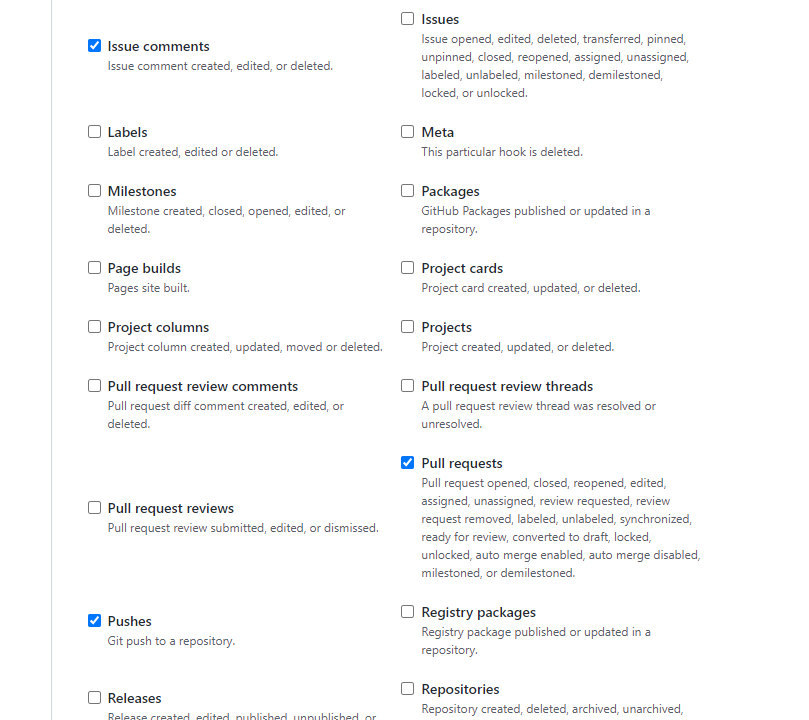 Issue comments
Issue comment created, edited, or deleted.
Issues
Issue opened, edited, deleted, transferred, pinned,
unpinned, closed, reopened, assigned, unassigned,
labeled, unlabeled, milestoned, demilestoned,
locked, or unlocked.
Labels
Label created, edited or deleted.
Meta
This particular hook is deleted.
Milestones
Milestone created, closed, opened, edited, or
deleted.
Packages
GitHub Packages published or updated in a
repository.
Page builds
Pages site built.
Project cards
Project card created, updated, or deleted.
Project columns
Project column created, updated, moved or deleted.
Projects
Project created, updated, or deleted.
Pull request review comments
Pull request diff comment created, edited, or
deleted.
Pull request review threads
A pull request review thread was resolved or
unresolved.
Pull request reviews
Pull request review submitted, edited, or dismissed.
Pull requests
Pull request opened, closed, reopened, edited,
assigned, unassigned, review requested, review
request removed, labeled, unlabeled, synchronized,
ready for review, converted to draft, locked,
unlocked, auto merge enabled, auto merge disabled,
milestoned, or demilestoned.
Pushes
Git push to a repository.
Registry packages
Registry package published or updated in a
repository.
Releases
Release created, edited, published, unpublished, or
Repositories
Repository created, deleted, archived, unarchived,